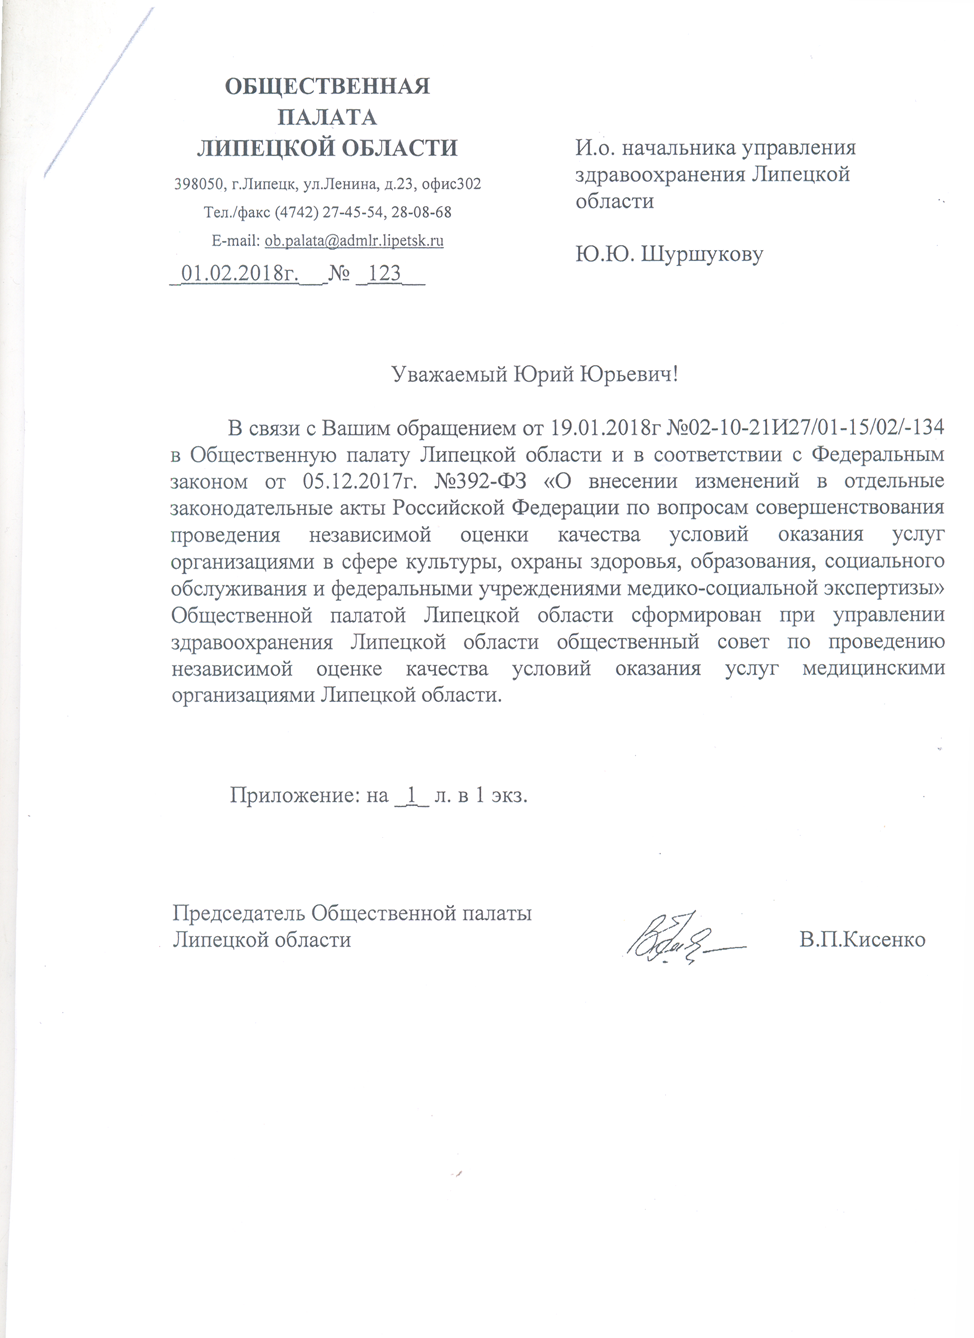 ОБЩЕСТВЕННАЯ
ПАЛАТА
ЛИПЕЦКОЙ ОБЛАСТИ
398050, г.Липецк, ул.Ленина, д.23, офис302
Тел./факс (4742) 27-45-54, 28-08-68
E-mail: ob.palata@admlr.lipetsk.ru
_01.02.2018г.___№ _123__
И.о. начальника управления
здравоохранения Липецкой
области
Ю.Ю. Шуршукову
Уважаемый Юрий Юрьевич!
В связи с Вашим обращением от 19.01.2018г №02-10-21И27/01-15/02/-134
в Общественную палату Липецкой области и в соответствии с Федеральным
законом от 05.12.2017г. №392-ФЗ «О внесении изменений в отдельные
законодательные акты Российской Федерации по вопросам совершенствования
проведения независимой оценки качества условий оказания услуг
организациями в сфере культуры, охраны здоровья, образования, социального
обслуживания и федеральными учреждениями медико-социальной экспертизы»
Общественной палатой Липецкой области сформирован при управлении
здравоохранения Липецкой области общественный совет по проведению
независимой оценке качества условий оказания услуг медицинскими
организациями Липецкой области.
Приложение: на _1_ л. в 1 экз.
Председатель Общественной палаты
Липецкой области В.П.Кисенко